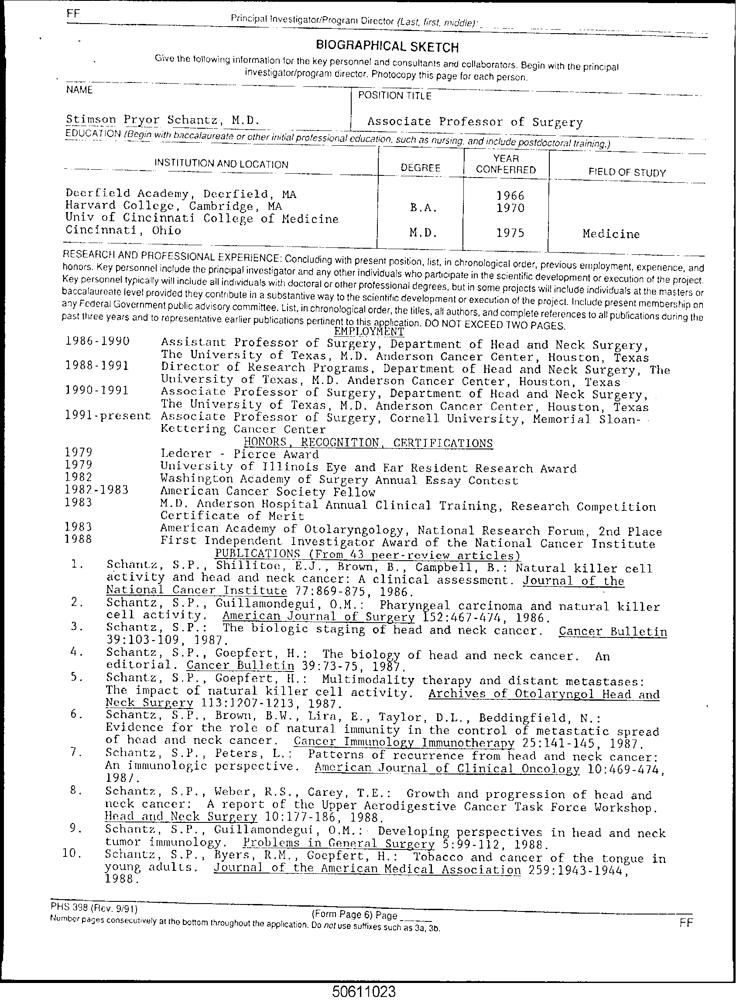 FF
Principal Investigator/Program Director (Last, first, middle):
BIOGRAPHICAL SKETCH
Give the following information for the key personnel and consultants and collaborators. Begin with the principal
investigator/program director. Photocopy this page for each person.
NAME
POSITION TITLE
Stimson Pryor Schantz, M.D.
Associate Professor of Surgery
EDUCATION (Begin with baccalaureate or other initial professional education, such as nursing, and include postdoctoral training.)
INSTITUTION AND LOCATION
DEGREE
YEAR
CONFERRED
FIELD OF STUDY
Deerfield Academy, Deerfield, MA 1966
Harvard College, Cambridge, MA B.A. 1970
Univ of Cincinnati College of Medicine
Cincinnati, Ohio M.D. 1975 Medicine
RESEARCH AND PROFESSIONAL EXPERIENCE: Concluding with present position, list, in chronological order, previous employment, experience, and
honors. Key personnel include the principal investigator and any other individuals who participate in the scientific development or execution of the project.
Key personnel typically will include all individuals with doctoral or other professional degrees, but in some projects will include individuals at the masters or
baccalaureate level provided they contribute in a substantive way to the scientific development or execution of the project. Include present membership on
any Federal Government public advisory committee. List, in chronological order, the titles, all authors, and complete references to all publications during the
past three years and to representative earlier publications pertinent to this application. DO NOT EXCEED TWO PAGES.
EMPLOYMENT
1986-1990 Assistant Professor of Surgery, Department of Head and Neck Surgery,
The University of Texas, M.D. Anderson Cancer Center, Houston, Texas
1988-1991 Director of Research Programs, Department of Head and Neck Surgery, The
University of Texas, M.D. Anderson Cancer Center, Houston, Texas
1990-1991 Associate Professor of Surgery, Department of Head and Neck Surgery,
The University of Texas, M.D. Anderson Cancer Center, Houston, Texas
1991-present Associate Professor of Surgery, Cornell University, Memorial Sloan-
Kettering Cancer Center
HONORS, RECOGNITION, CERTIFICATIONS
1979 Lederer - Pierce Award
1979 University of Illinois Eye and Ear Resident Research Award
1982 Washington Academy of Surgery Annual Essay Contest
1982-1983 American Cancer Society Fellow
1983 M.D. Anderson Hospital Annual Clinical Training, Research Competition
Certificate of Merit
1983 American Academy of Otolaryngology, National Research Forum, 2nd Place
1988 First Independent Investigator Award of the National Cancer Institute
PUBLICATIONS (From 43 peer-review articles)
1. Schantz, S.P., Shillitoe, E.J., Brown, B., Campbell, B.: Natural killer cell
activity and head and neck cancer: A clinical assessment. Journal of the
National Cancer Institute 77:869-875, 1986.
2. Schantz, S.P., Guillamondegui, O.M.: Pharyngeal carcinoma and natural killer
cell activity. American Journal of Surgery 152:467-474, 1986.
3. Schantz, S.P.: The biologic staging of head and neck cancer. Cancer Bulletin
39:103-109, 1987.
4. Schantz, S.P., Goepfert, H.: The biology of head and neck cancer. An
editorial. Cancer Bulletin 39:73-75, 1987.
5. Schantz, S.P., Goepfert, H.: Multimodality therapy and distant metastases:
The impact of natural killer cell activity. Archives of Otolaryngol Head and
Neck Surgery 113:1207-1213, 1987.
6. Schantz, S.P., Brown, B.W., Lira, E., Taylor, D.L., Beddingfield, N.:
Evidence for the role of natural immunity in the control of metastatic spread
of head and neck cancer. Cancer Immunology Immunotherapy 25:141-145, 1987.
7. Schantz, S.P., Peters, L.: Patterns of recurrence from head and neck cancer:
An immunologic perspective. American Journal of Clinical Oncology 10:469-474,
1987.
8. Schantz, S.P., Weber, R.S., Carey, T.E.: Growth and progression of head and
neck cancer: A report of the Upper Aerodigestive Cancer Task Force Workshop.
Head and Neck Surgery 10:177-186, 1988.
9. Schantz, S.P., Guillamondegui, O.M.: Developing perspectives in head and neck
tumor immunology. Problems in General Surgery 5:99-112, 1988.
10. Schantz, S.P., Byers, R.M., Goepfert, H.: Tobacco and cancer of the tongue in
young adults. Journal of the American Medical Association 259:1943-1944,
1988.
PHS 398 (Rev. 9/91)
(Form Page 6) Page
FF
Number pages consecutively at the bottom throughout the application. Do not use suffixes such as 3a, 3b.
50611023